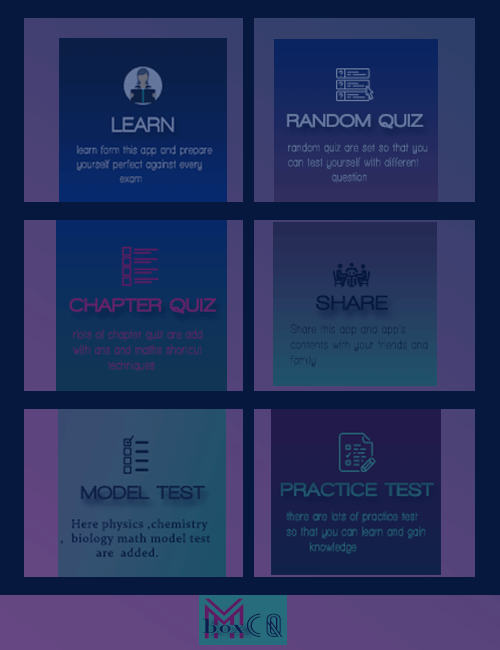 LEARN
learn form this app and prepare
yourself perfect against every
exam
RANDOM QUIZ
random quiz are set so that you
can test yourself with different
question
CHAPTER QUIZ
of chapter quiz are add
with ans and maths shortcut
techniques
SHARE
Share this app and app's
contents with your friends and
family
MODEL TEST
Here physics ,chemistry
, biology math model test
are added.
PRACTICE TEST
there are lots of practice test
so that you can learn and gain
knowledge
M
box CQ